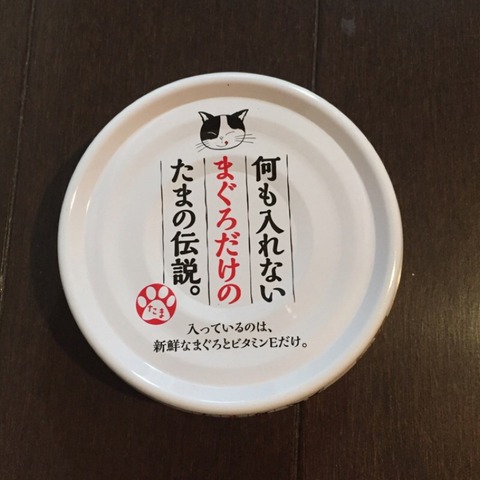 何も入れない
まぐろだけの
たまの伝説。
たま
入っているのは、
新鮮なまぐろとビタミンEだけ。